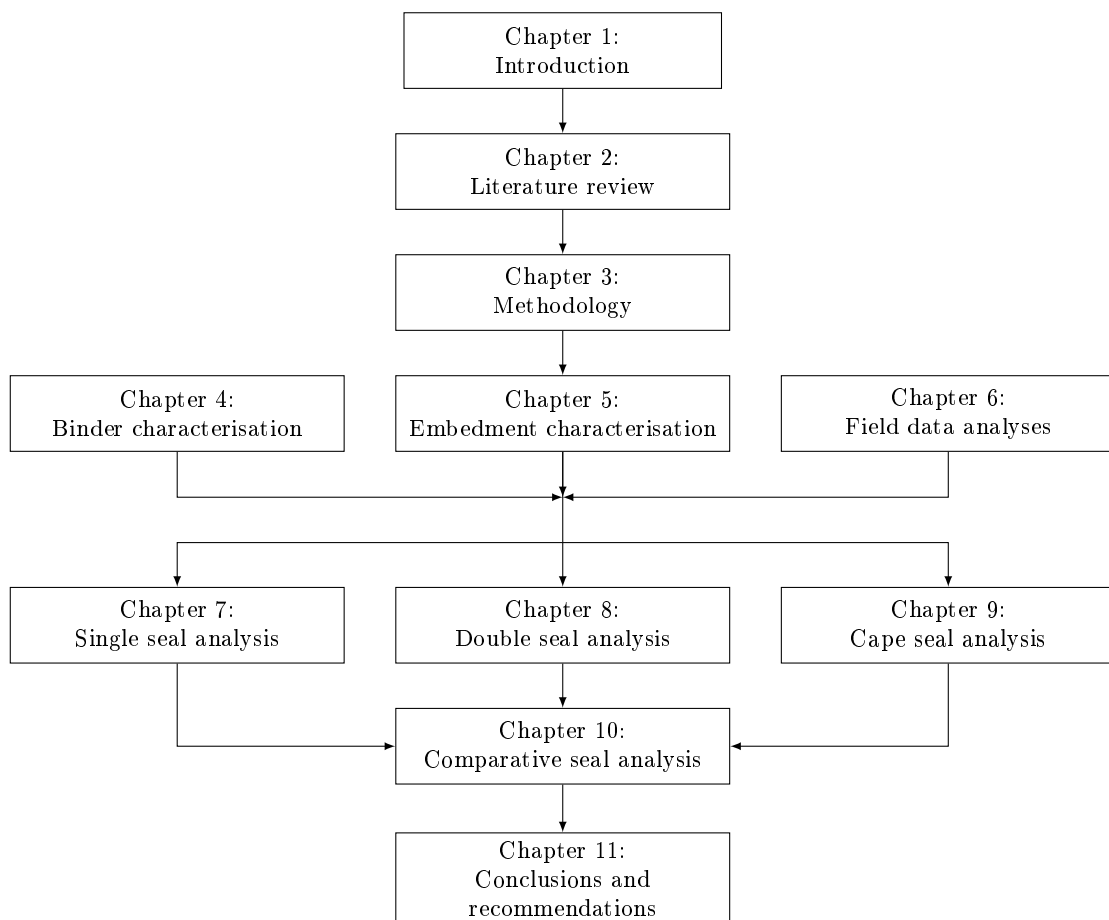 Chapter 1:
Introduction
Chapter 2:
Literature review
Chapter 3:
Methodology
Chapter 4:
Binder characterisation
Chapter 5:
Embedment characterisation
Chapter 6:
Field data analyses
Chapter 7:
Single seal analysis
Chapter 8:
Double seal analysis
Chapter 9:
Cape seal analysis
Chapter 10:
Comparative seal analysis
Chapter 11:
Conclusions and
recommendations